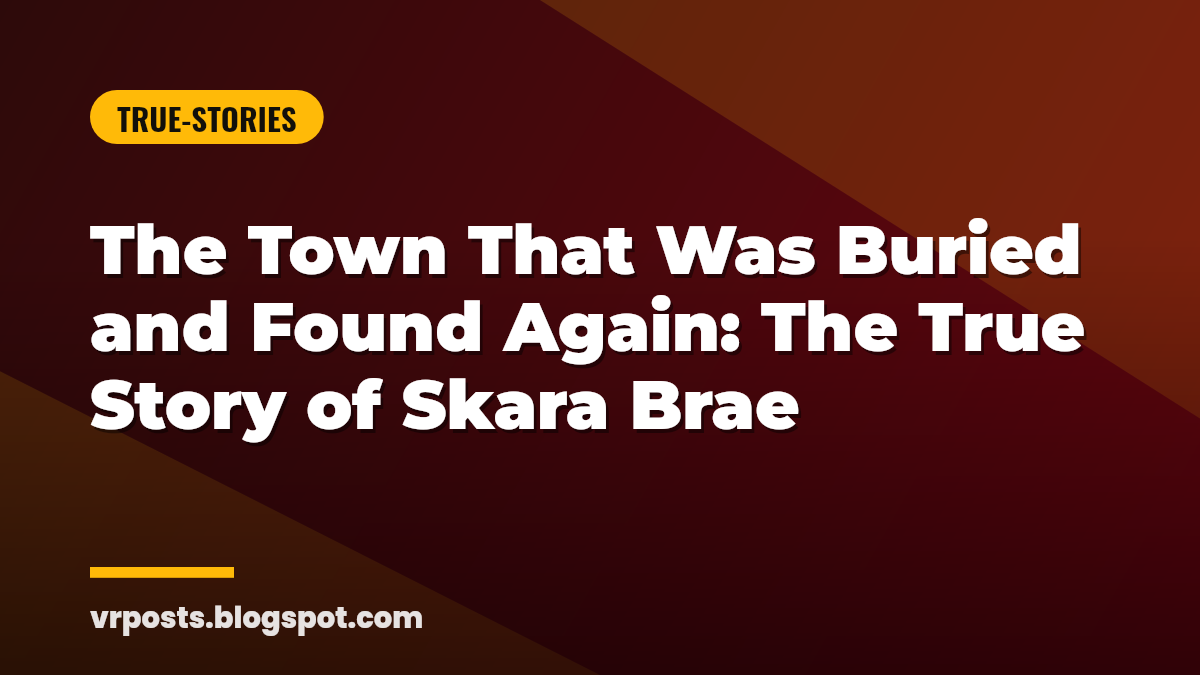 TRUE-STORIES
The Town That Was Buried
and Found Again: The True
Story of Skara Brae
vrposts.blogspot.com